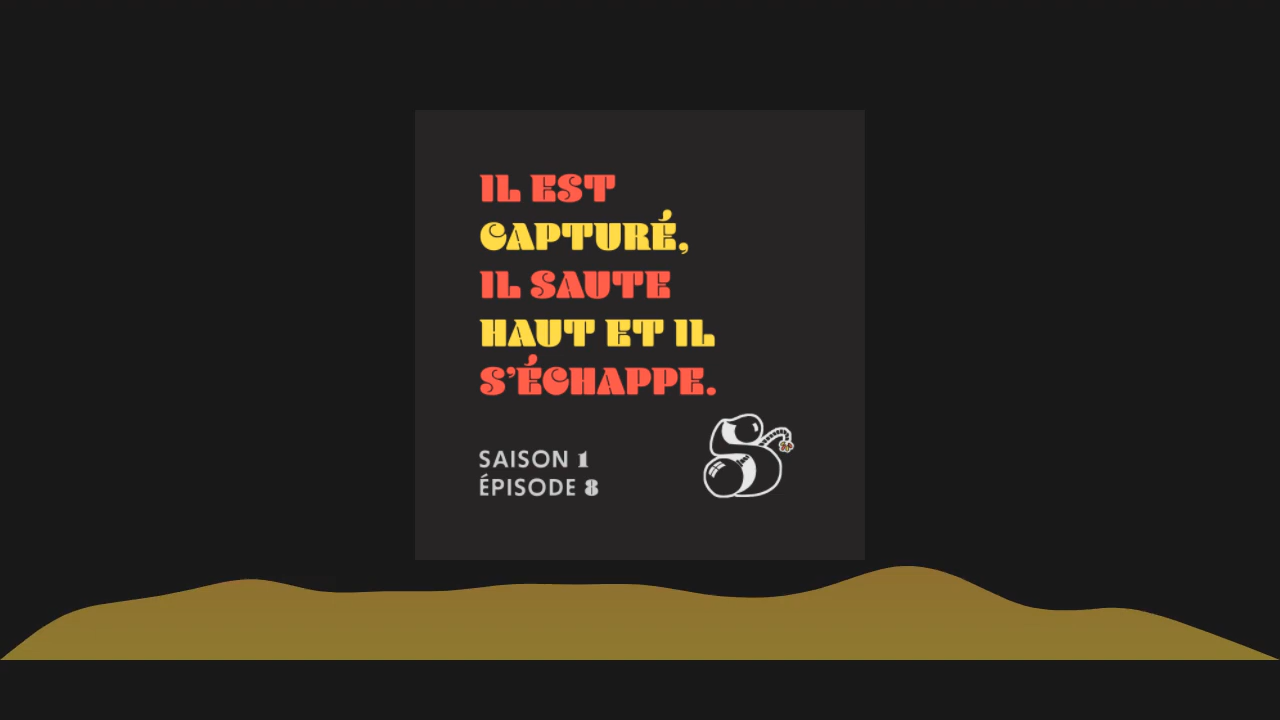 IL EST
CAPTURÉ,
IL SAUTE
HAUT ET IL
S’ÉCHAPPE.
SAISON 1
ÉPISODE 8
S